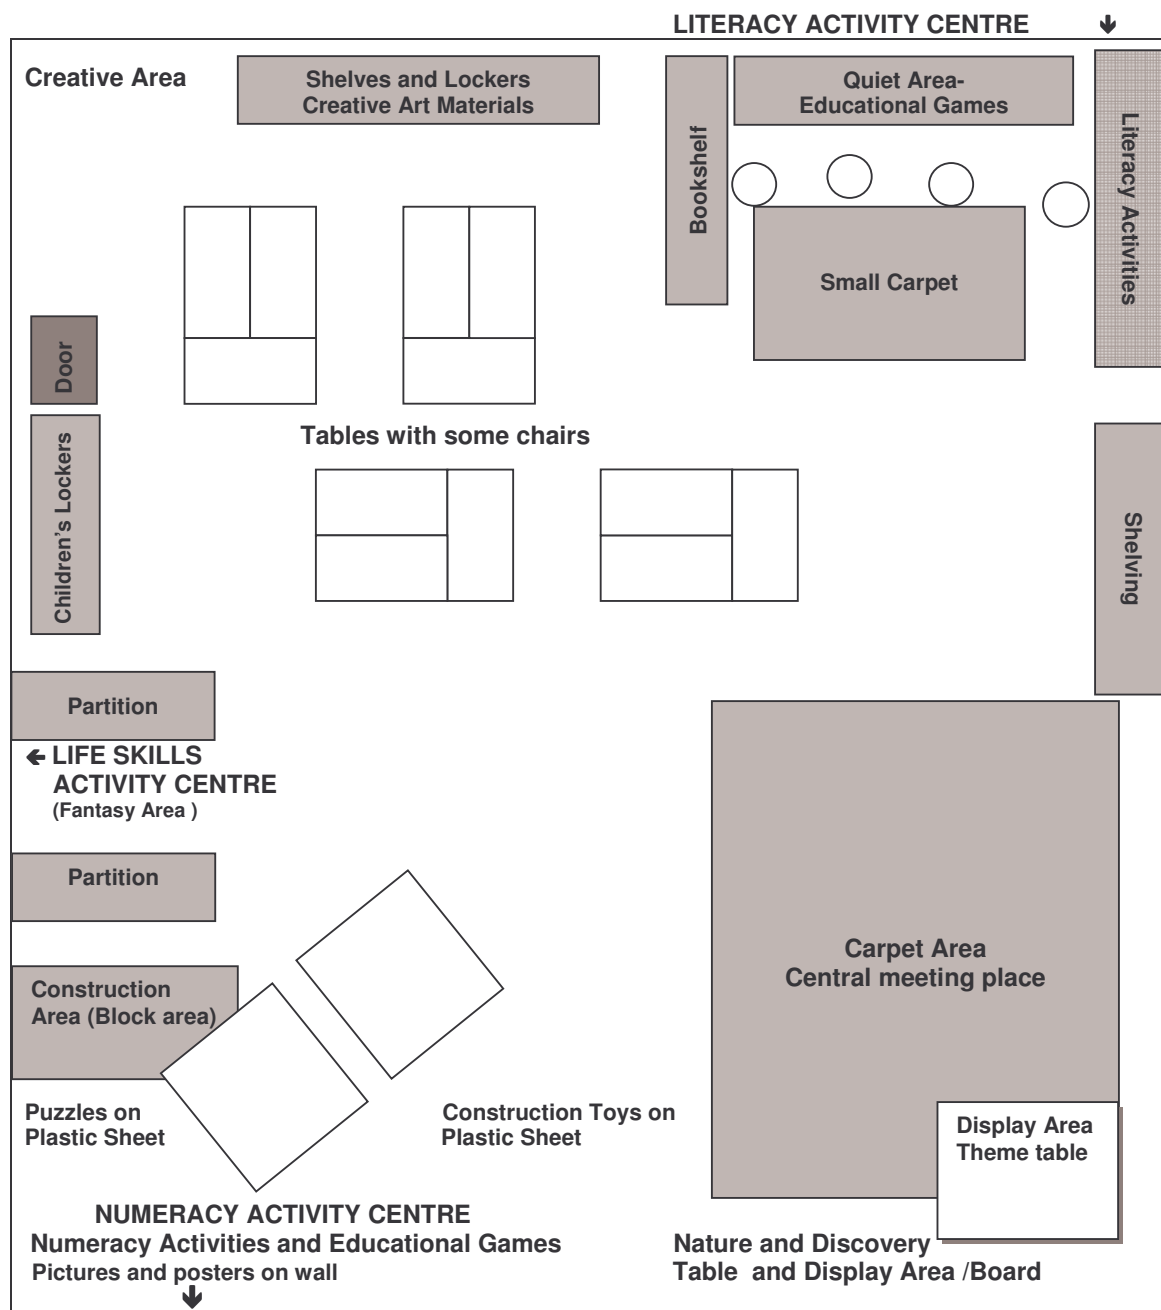 LITERACY ACTIVITY CENTRE
Creative Area
Shelves and Lockers
Creative Art Materials
Bookshelf
Quiet Area-
Educational Games
Literacy Activities
Small Carpet
Door
Tables with some chairs
Children's Lockers
Shelving
Partition
LIFE SKILLS
ACTIVITY CENTRE
(Fantasy Area )
Partition
Carpet Area
Central meeting place
Construction
Area (Block area)
Puzzles on
Plastic Sheet
Construction Toys on
Plastic Sheet
Display Area
Theme table
NUMERACY ACTIVITY CENTRE
Numeracy Activities and Educational Games
Pictures and posters on wall
Nature and Discovery
Table and Display Area /Board